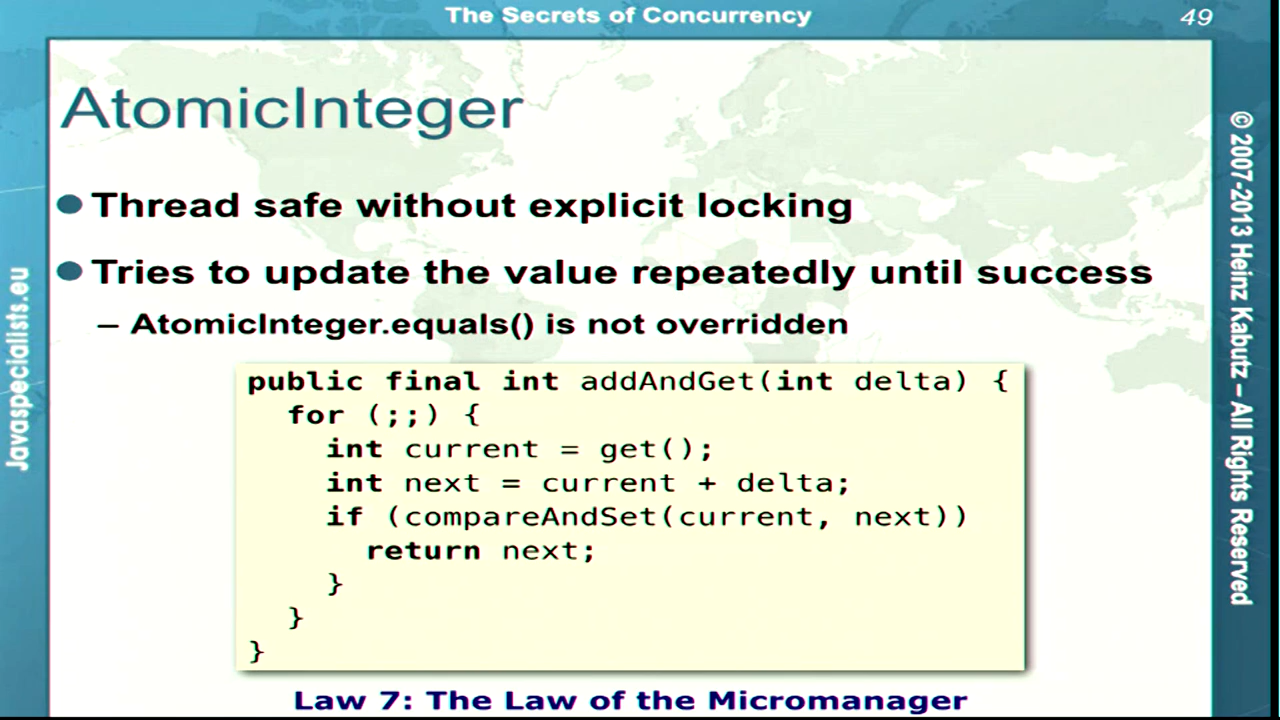 The Secrets of Concurrency
49
AtomicInteger
● Thread safe without explicit locking
● Tries to update the value repeatedly until success
– AtomicInteger.equals() is not overridden
public final int addAndGet(int delta) {
  for (;;) {
    int current = get();
    int next = current + delta;
    if (compareAndSet(current, next))
      return next;
    }
  }
}
Law 7: The Law of the Micromanager
Javaspecialists.eu
© 2007-2013 Heinz Kabutz – All Rights Reserved